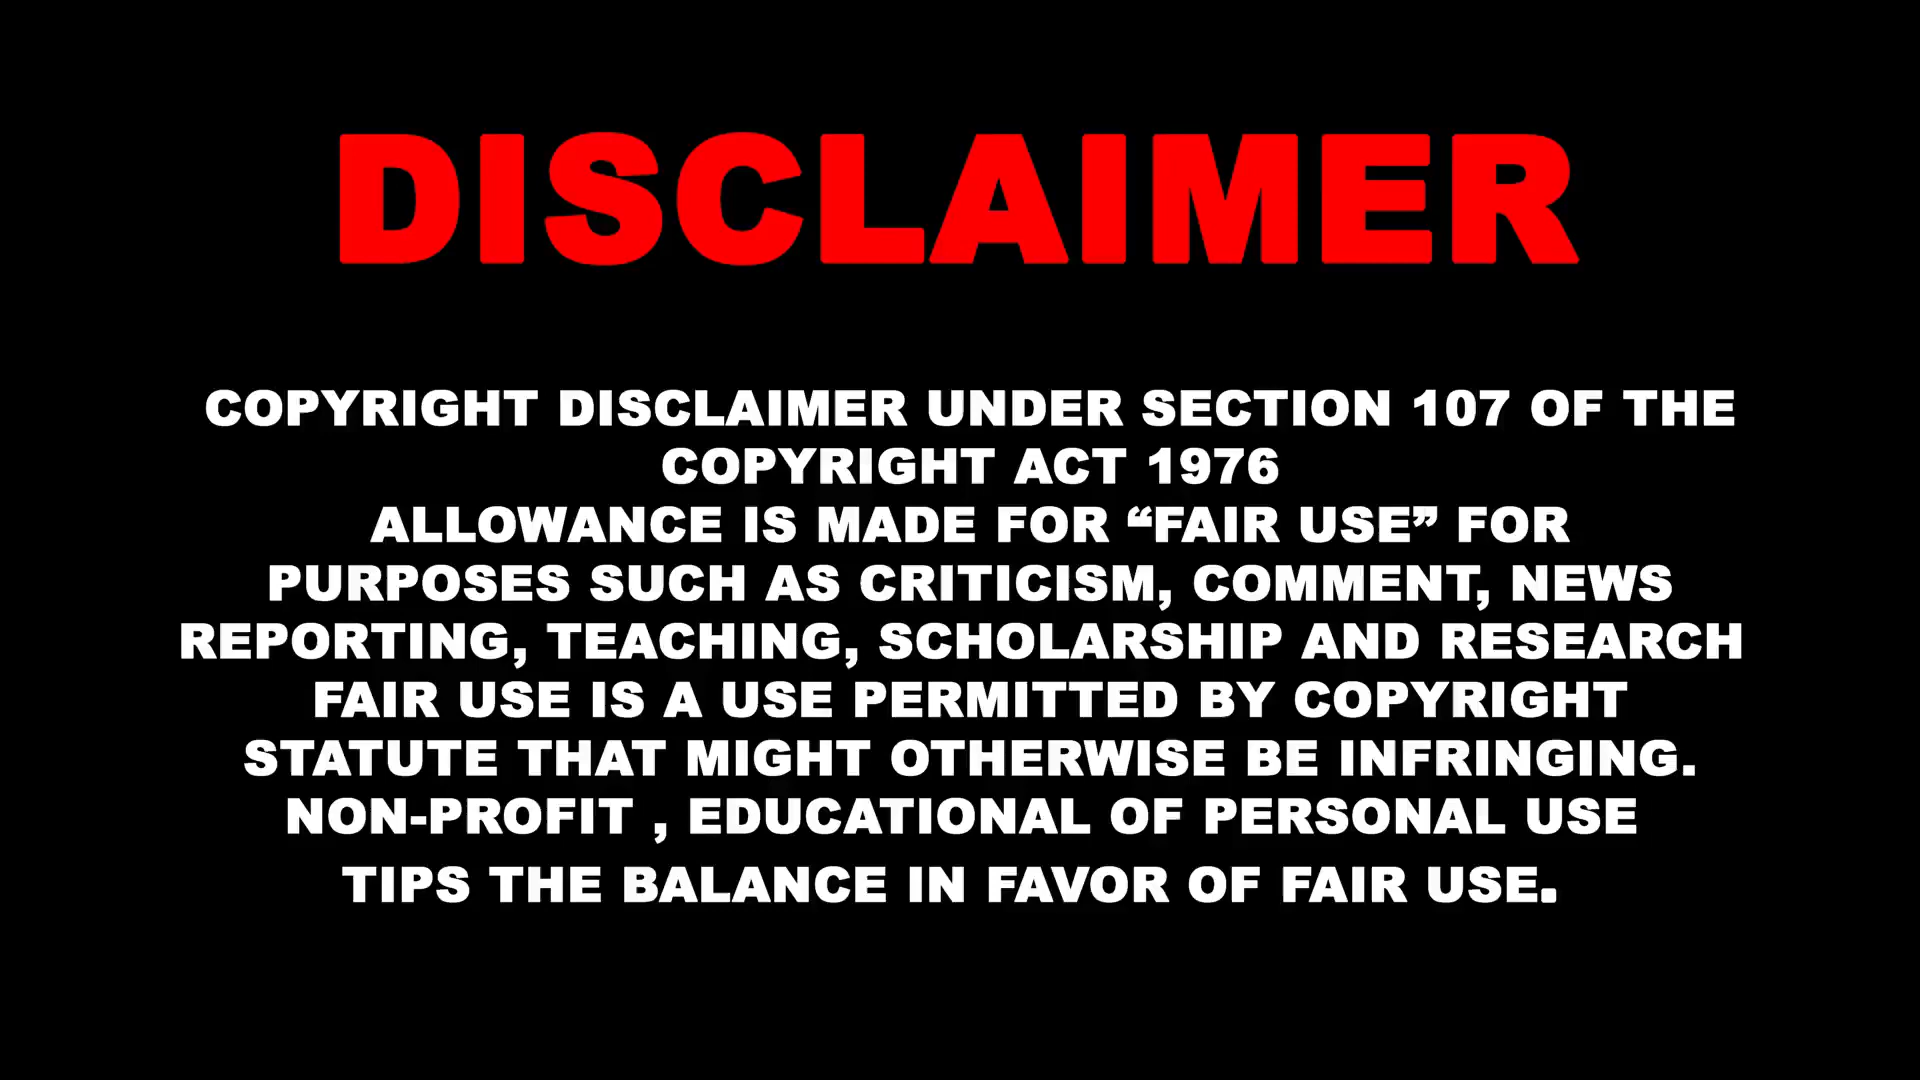 DISCLAIMER
COPYRIGHT DISCLAIMER UNDER SECTION 107 OF THE
COPYRIGHT ACT 1976
ALLOWANCE IS MADE FOR “FAIR USE” FOR
PURPOSES SUCH AS CRITICISM, COMMENT, NEWS
REPORTING, TEACHING, SCHOLARSHIP AND RESEARCH
FAIR USE IS A USE PERMITTED BY COPYRIGHT
STATUTE THAT MIGHT OTHERWISE BE INFRINGING.
NON-PROFIT , EDUCATIONAL OF PERSONAL USE
TIPS THE BALANCE IN FAVOR OF FAIR USE.